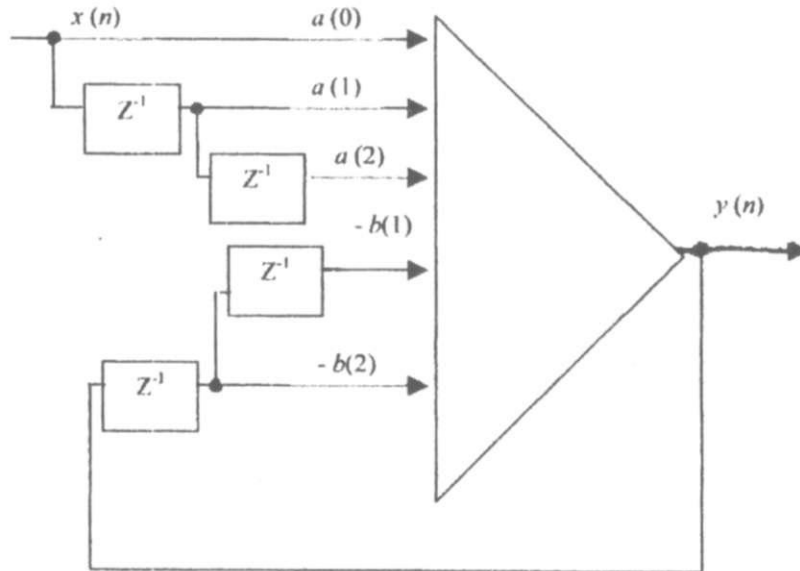 x (n)
a (0)
Z⁻¹
a (1)
Z⁻¹
a (2)
y (n)
- b(1)
Z⁻¹
Z⁻¹
- b(2)